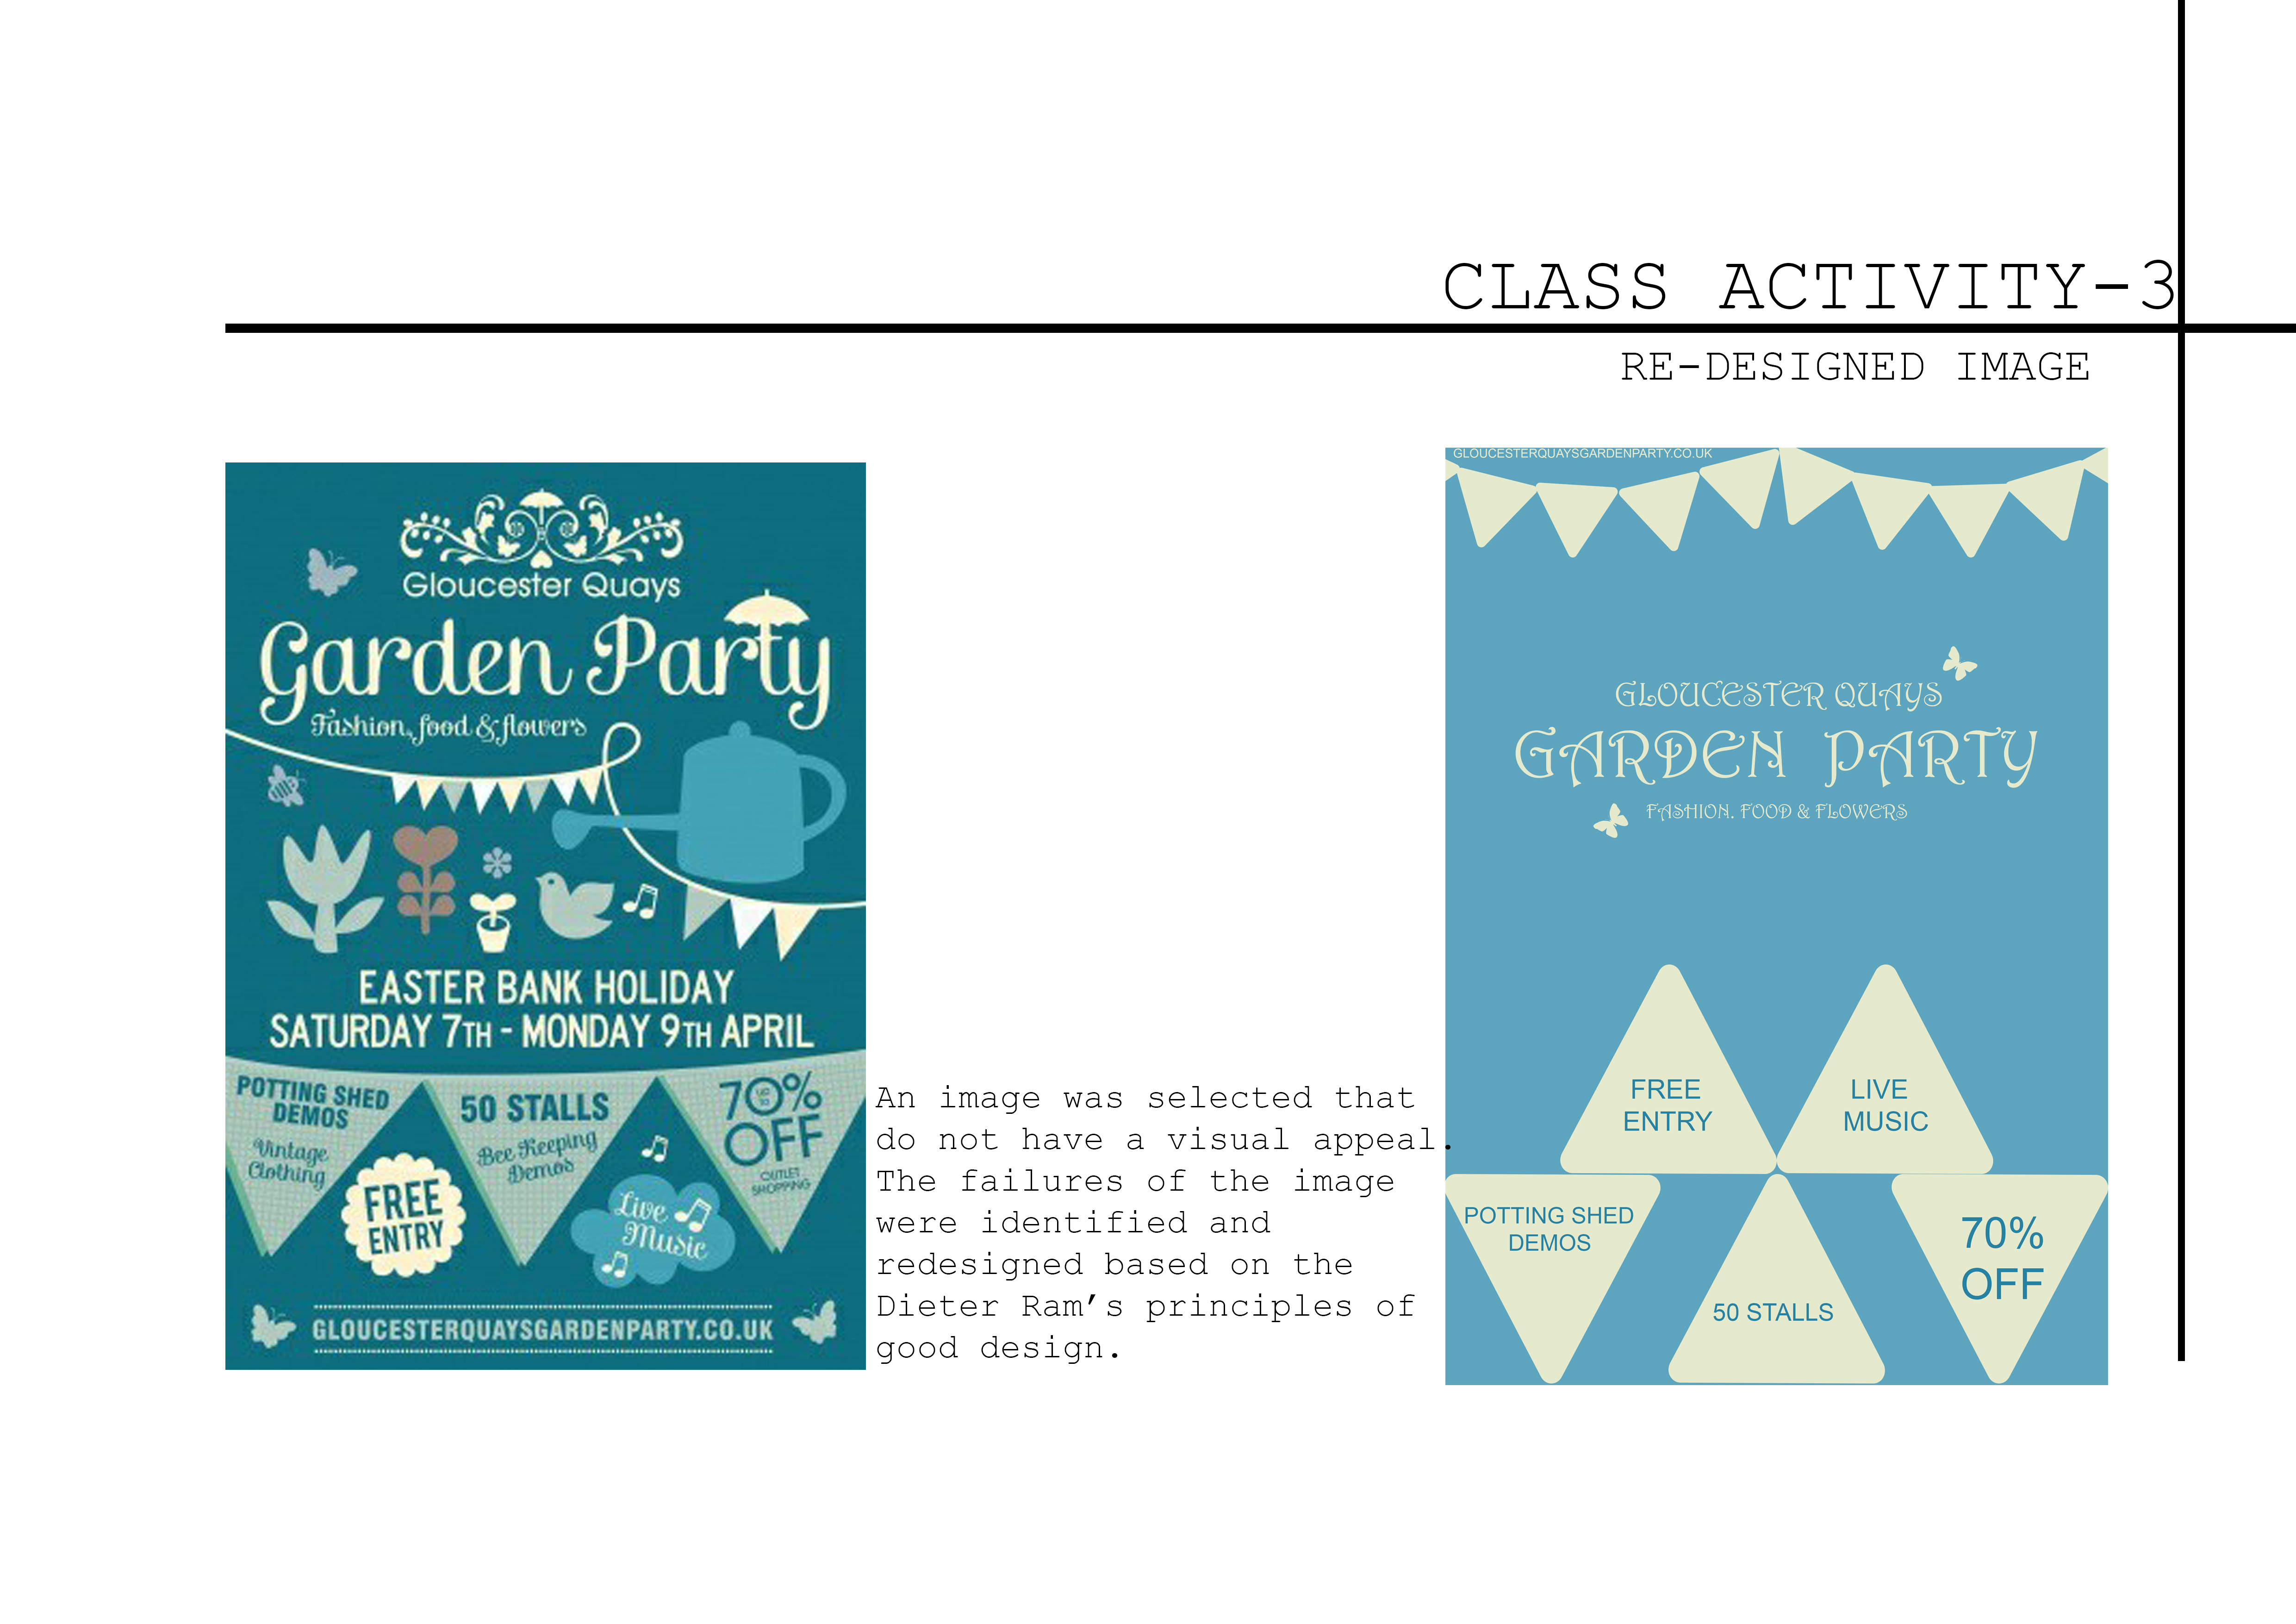 CLASS ACTIVITY-3
RE-DESIGNED IMAGE
Gloucester Quays
Garden Party
Fashion, food & flowers
EASTER BANK HOLIDAY
SATURDAY 7TH - MONDAY 9TH APRIL
POTTING SHED
DEMOS
Vintage
Clothing
50 STALLS
Bee Keeping
Demos
UP
TO
70%
OFF
OUTLET
SHOPPING
FREE
ENTRY
Live
Music
GLOUCESTERQUAYSGARDENPARTY.CO.UK
An image was selected that
do not have a visual appeal.
The failures of the image
were identified and
redesigned based on the
Dieter Ram’s principles of
good design.
GLOUCESTERQUAYSGARDENPARTY.CO.UK
GLOUCESTER QUAYS
GARDEN PARTY
FASHION. FOOD & FLOWERS
FREE
ENTRY
LIVE
MUSIC
POTTING SHED
DEMOS
50 STALLS
70%
OFF